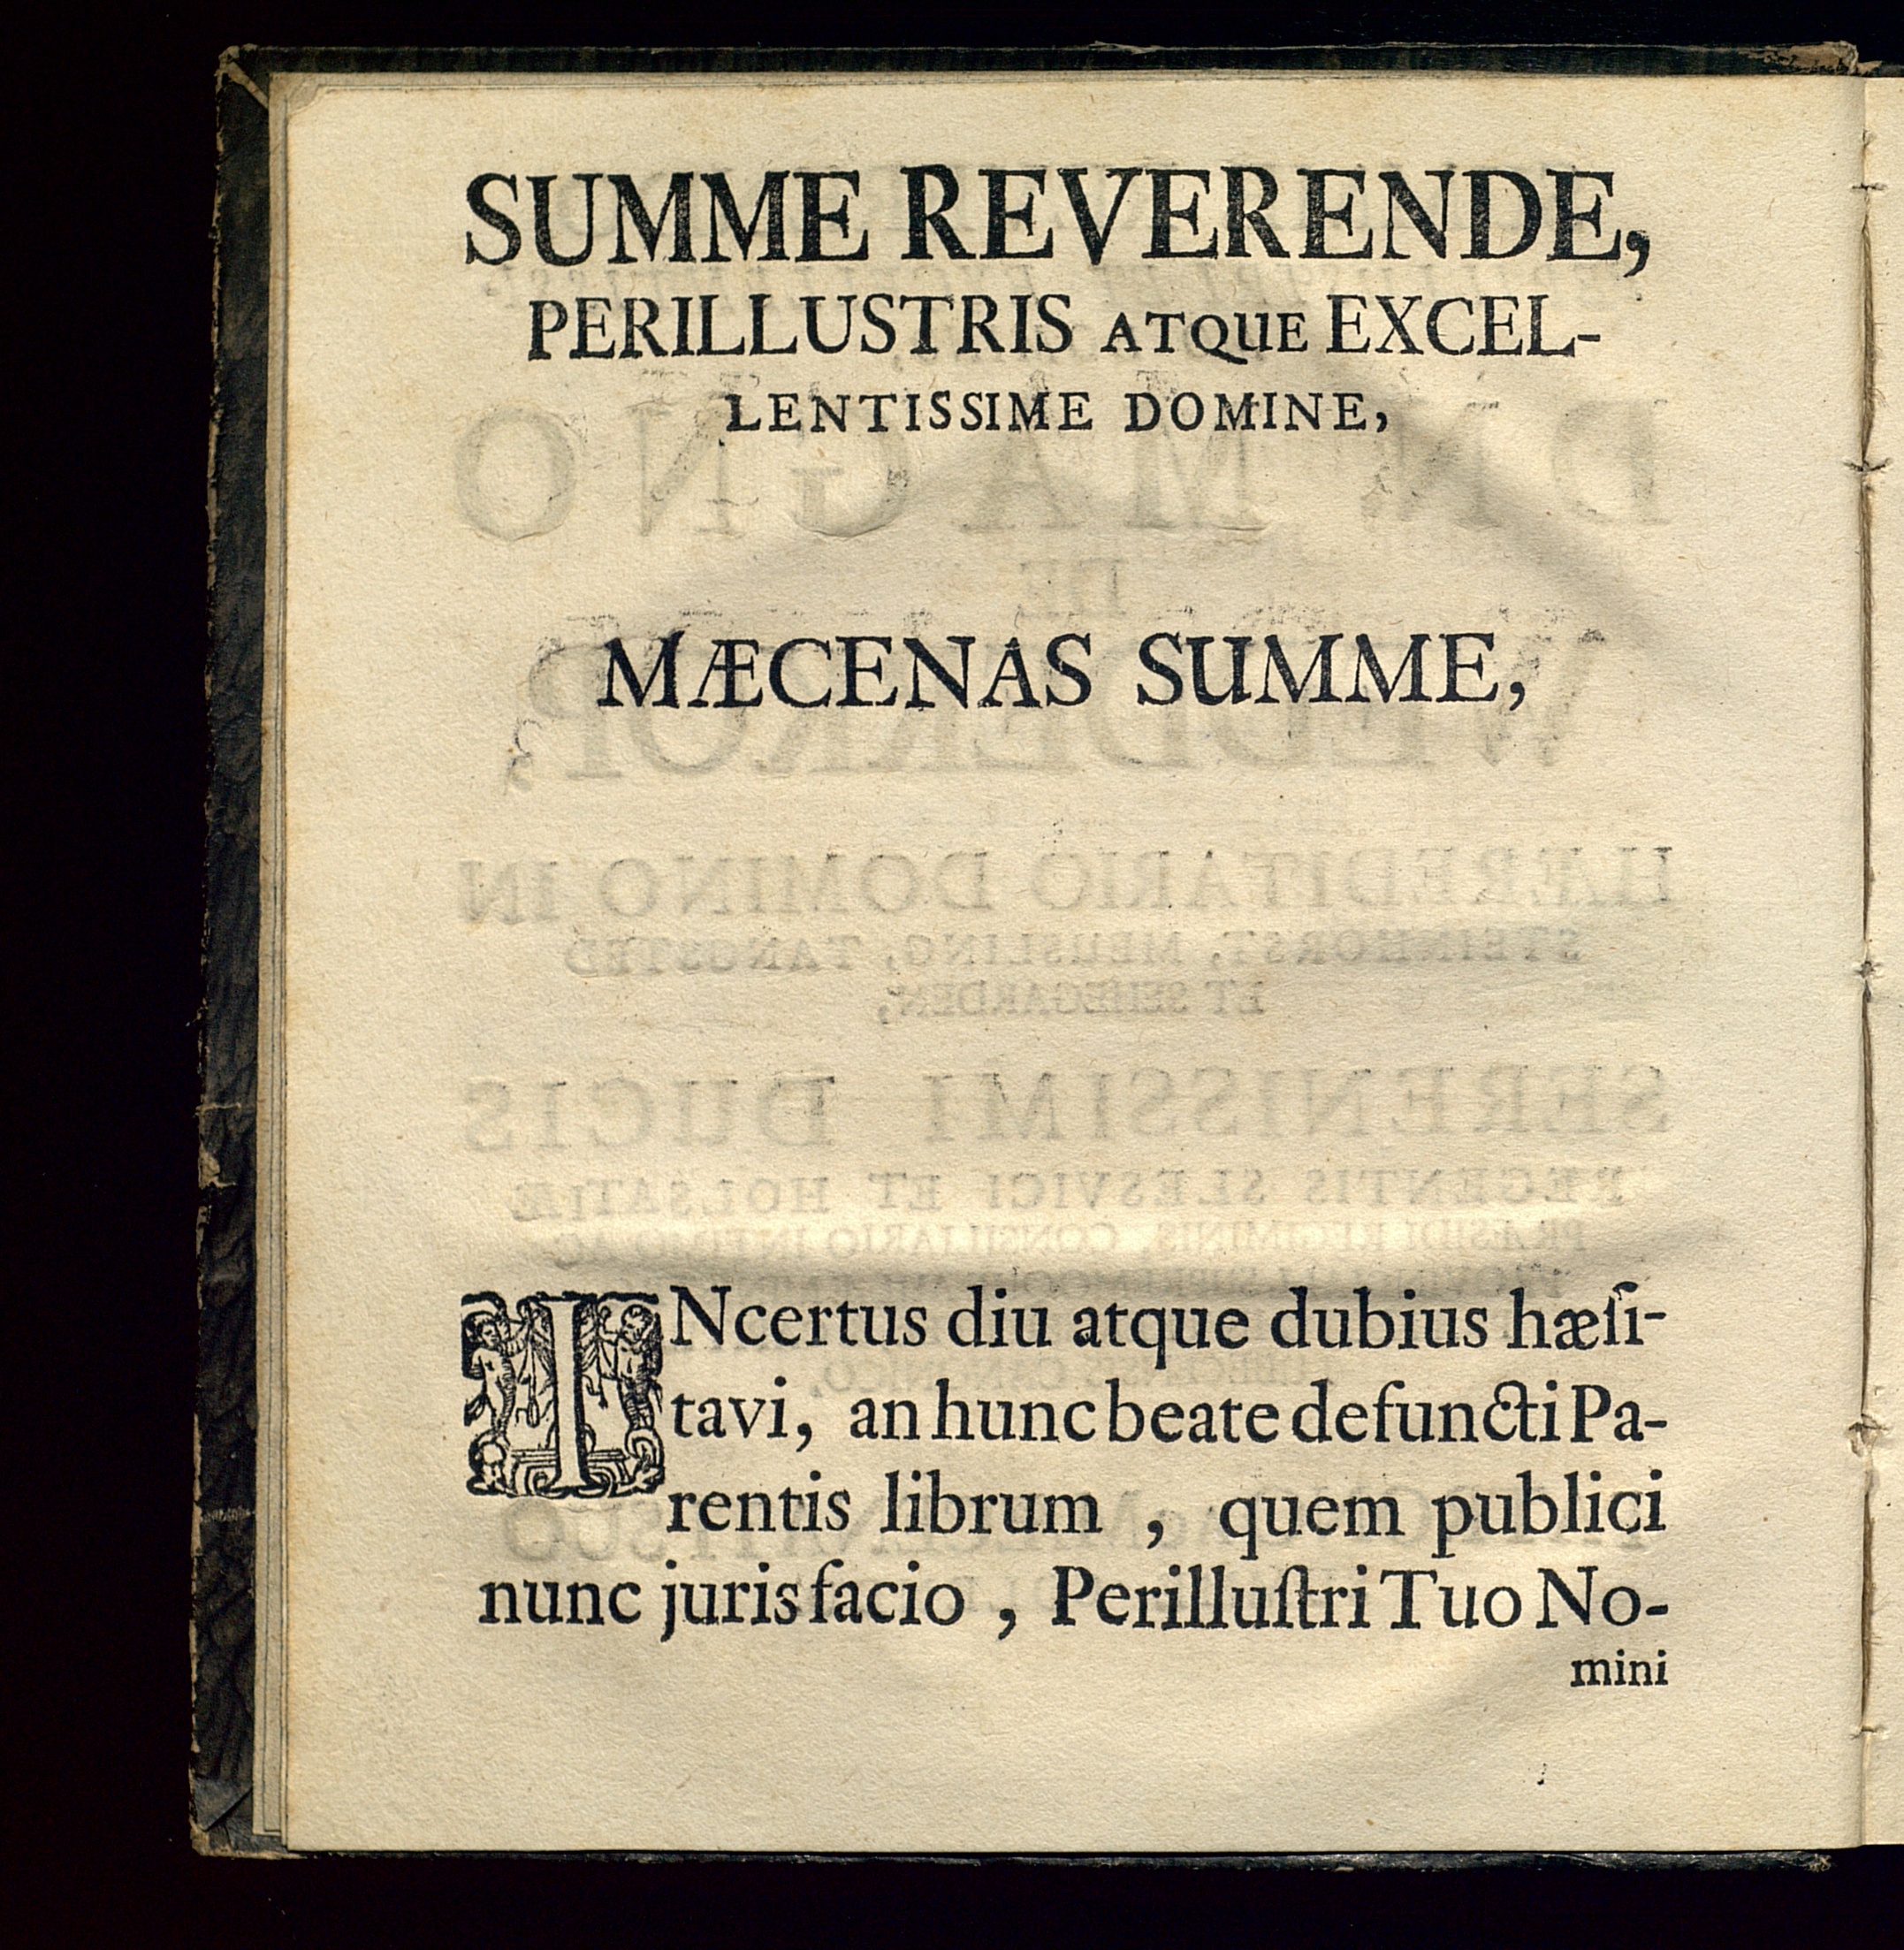 SUMME REVERENDE,
PERILLUSTRIS ATQUE EXCEL-
LENTISSIME DOMINE,
MÆCENAS SUMME,
INcertus diu atque dubius hæſi-
tavi, an hunc beate defuncti Pa-
rentis librum , quem publici
nunc juris facio , Perilluſtri Tuo No-
mini